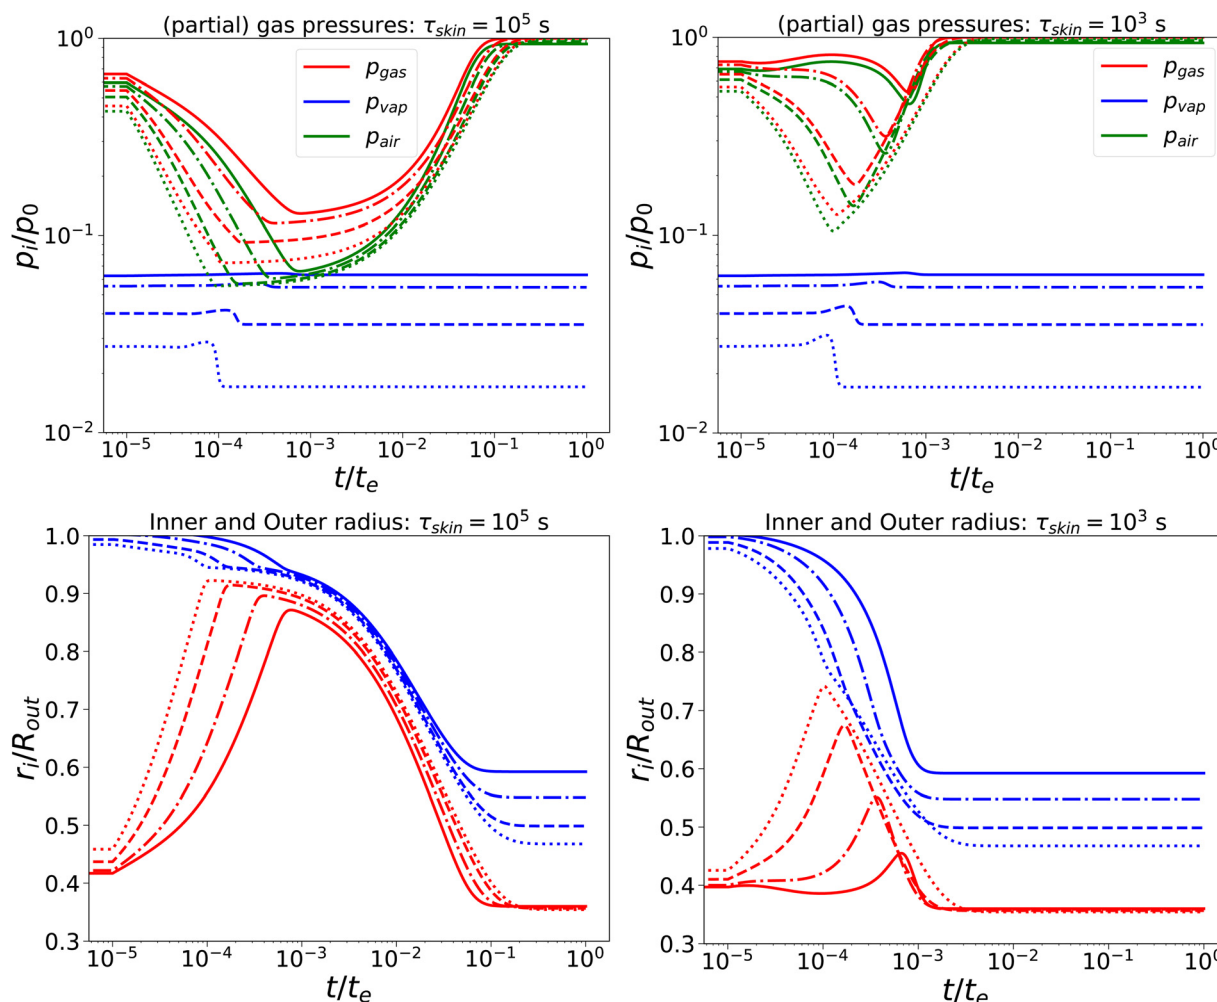 (partial) gas pressures: τ_skin = 10^5 s
10^0
10^-1
10^-2
p_i/p_0
p_gas
p_vap
p_air
10^-5 10^-4 10^-3 10^-2 10^-1 10^0
t/t_e
(partial) gas pressures: τ_skin = 10^3 s
10^0
10^-1
10^-2
p_i/p_0
p_gas
p_vap
p_air
10^-5 10^-4 10^-3 10^-2 10^-1 10^0
t/t_e
Inner and Outer radius: τ_skin = 10^5 s
1.0
0.9
0.8
0.7
0.6
0.5
0.4
0.3
r_i/R_out
10^-5 10^-4 10^-3 10^-2 10^-1 10^0
t/t_e
Inner and Outer radius: τ_skin = 10^3 s
1.0
0.9
0.8
0.7
0.6
0.5
0.4
0.3
r_i/R_out
10^-5 10^-4 10^-3 10^-2 10^-1 10^0
t/t_e